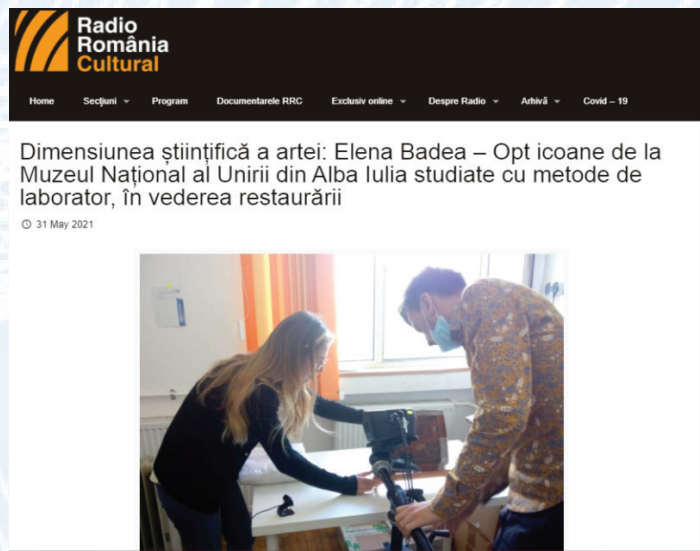 Radio
România
Cultural
Home Secțiuni Program Documentarele RRC Exclusiv online Despre Radio Arhivă Covid – 19
Dimensiunea științifică a artei: Elena Badea – Opt icoane de la
Muzeul Național al Unirii din Alba Iulia studiate cu metode de
laborator, în vederea restaurării
31 May 2021